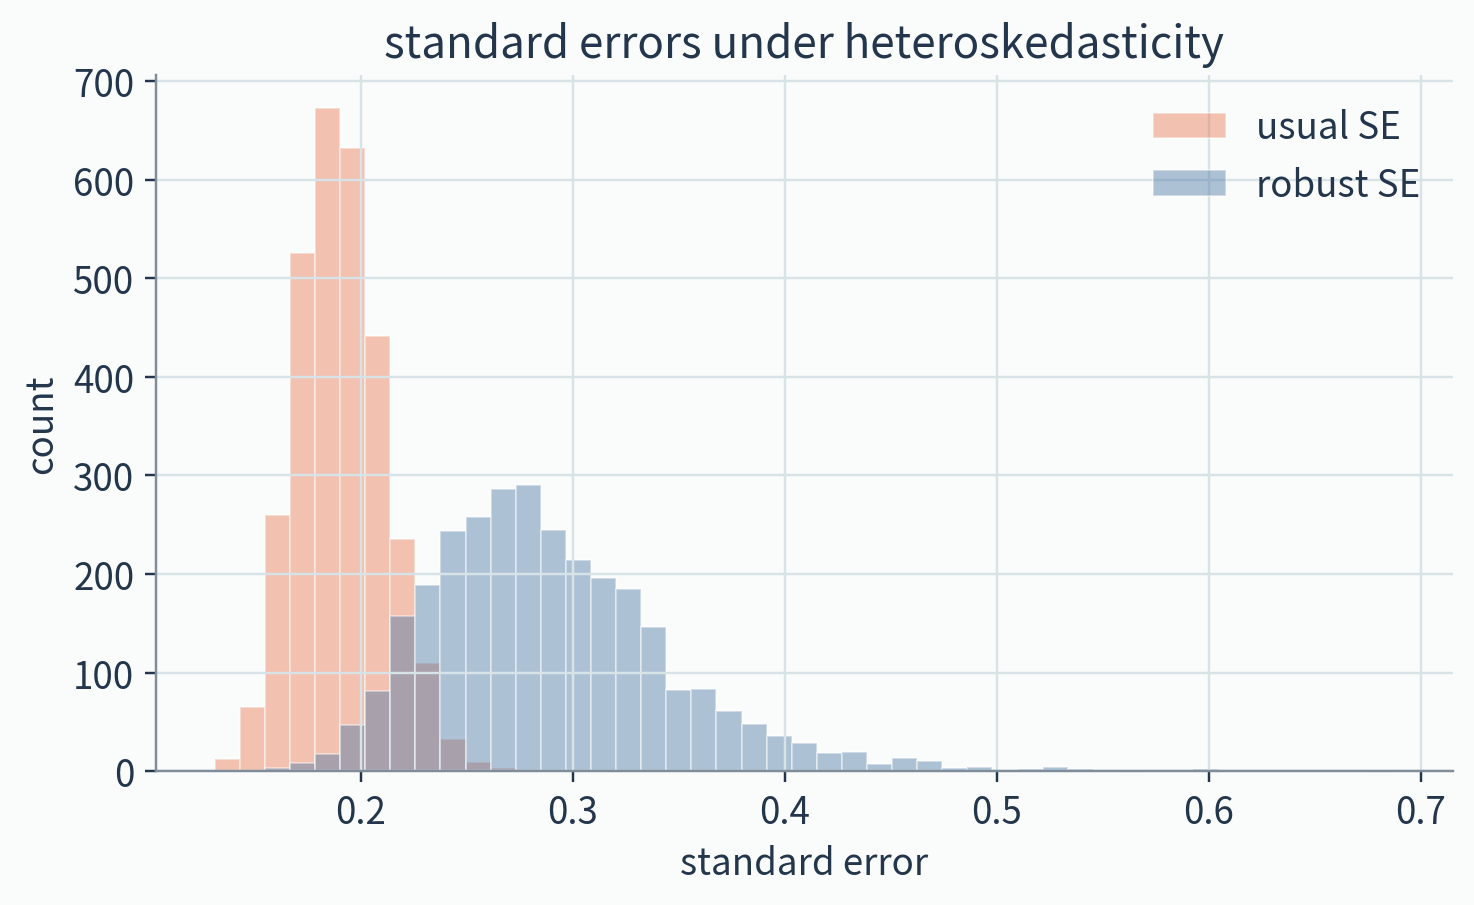 standard errors under heteroskedasticity
700
600
500
400
300
200
100
0
count
usual SE
robust SE
0.2 0.3 0.4 0.5 0.6 0.7
standard error